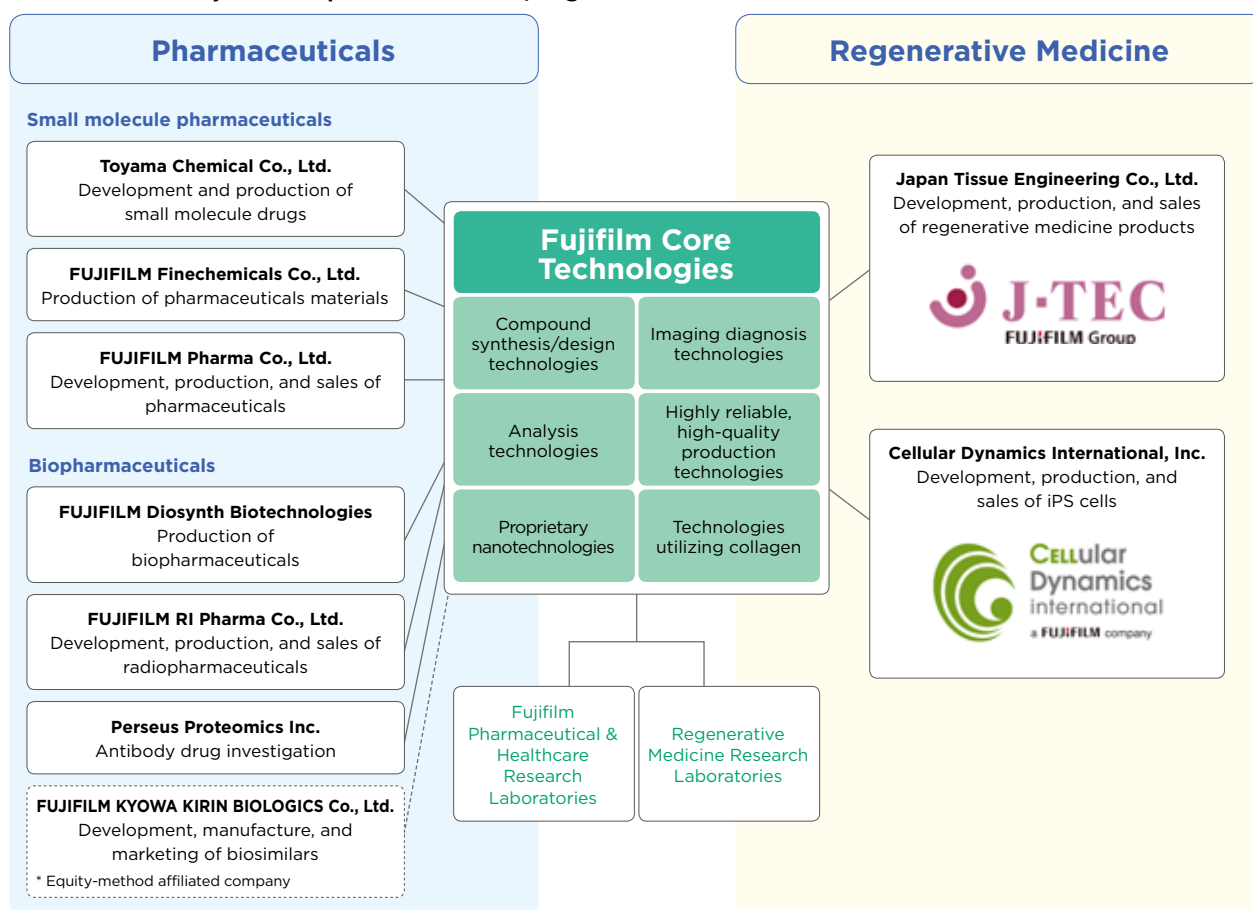 Pharmaceuticals
Small molecule pharmaceuticals
Toyama Chemical Co., Ltd.
Development and production of
small molecule drugs
FUJIFILM Finechemicals Co., Ltd.
Production of pharmaceuticals materials
FUJIFILM Pharma Co., Ltd.
Development, production, and sales of
pharmaceuticals
Biopharmaceuticals
FUJIFILM Diosynth Biotechnologies
Production of
biopharmaceuticals
FUJIFILM RI Pharma Co., Ltd.
Development, production, and sales of
radiopharmaceuticals
Perseus Proteomics Inc.
Antibody drug investigation
FUJIFILM KYOWA KIRIN BIOLOGICS Co., Ltd.
Development, manufacture, and
marketing of biosimilars
* Equity-method affiliated company
Fujifilm Core
Technologies
Compound
synthesis/design
technologies
Imaging diagnosis
technologies
Analysis
technologies
Highly reliable,
high-quality
production
technologies
Proprietary
nanotechnologies
Technologies
utilizing collagen
Fujifilm
Pharmaceutical &
Healthcare
Research
Laboratories
Regenerative
Medicine Research
Laboratories
Regenerative Medicine
Japan Tissue Engineering Co., Ltd.
Development, production, and sales
of regenerative medicine products
J-TEC
FUJIFILM Group
Cellular Dynamics International, Inc.
Development, production, and
sales of iPS cells
CELLular
Dynamics
international
a FUJIFILM company